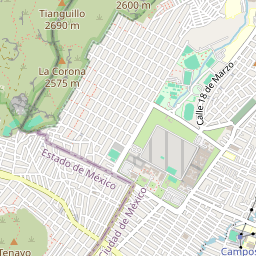 Tianguillo
2690 m
2600 m
La Corona
2575 m
Calle 18 de Marzo
Estado de México
Ciudad de México
Tenayo
Campos